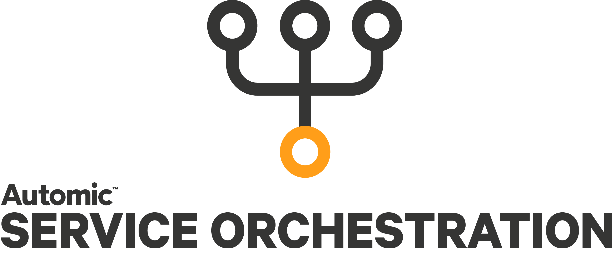 Automic™
SERVICE ORCHESTRATION